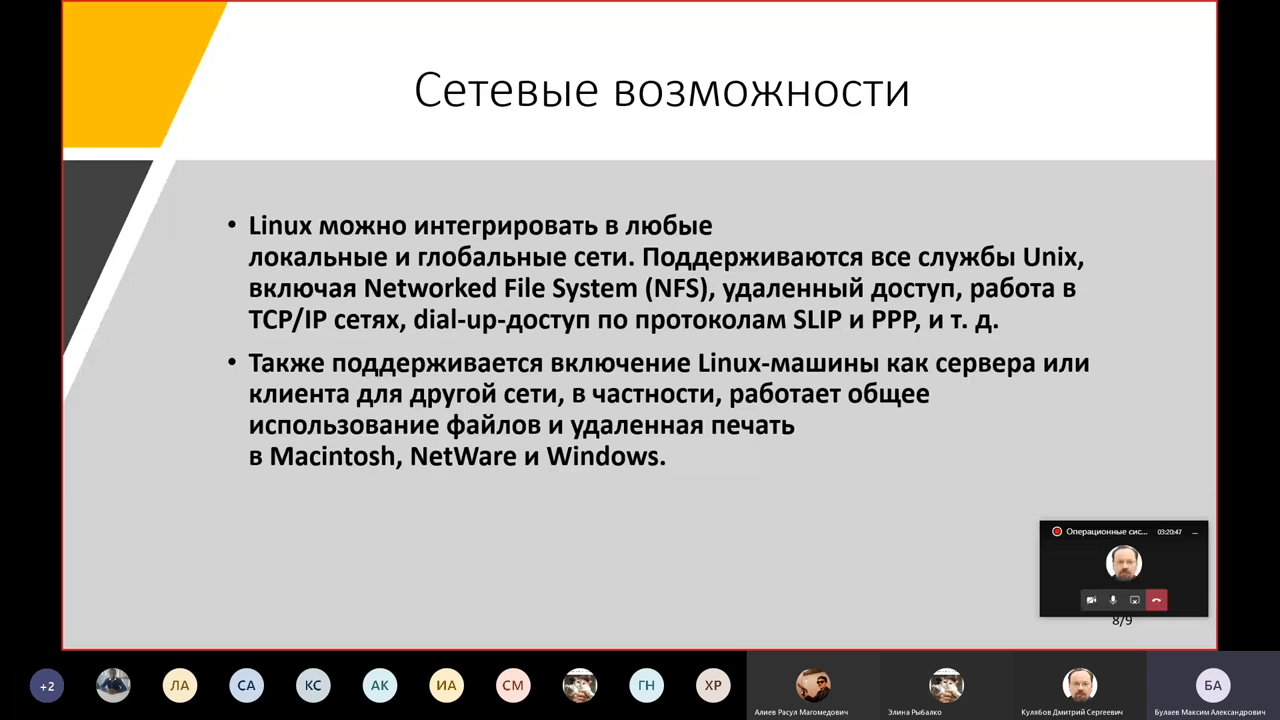 Сетевые возможности
• Linux можно интегрировать в любые
локальные и глобальные сети. Поддерживаются все службы Unix,
включая Networked File System (NFS), удаленный доступ, работа в
TCP/IP сетях, dial-up-доступ по протоколам SLIP и PPP, и т. д.
• Также поддерживается включение Linux-машины как сервера или
клиента для другой сети, в частности, работает общее
использование файлов и удаленная печать
в Macintosh, NetWare и Windows.
Операционные сис... 03:20:47
8/9
+2 ЛА СА КС АК ИА СМ ГН ХР БА
Алиев Расул Магомедович Элина Рыбалко Кулябов Дмитрий Сергеевич Булаев Максим Александрович